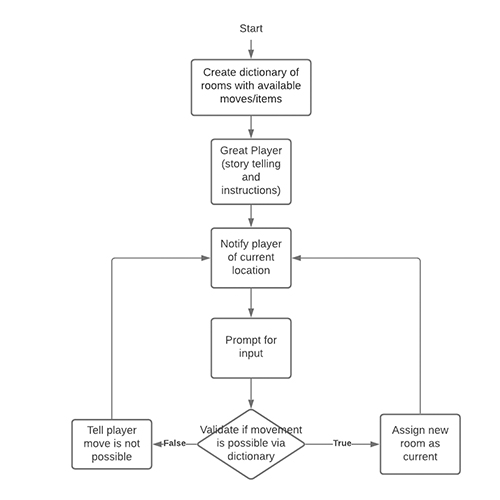 Start
Create dictionary of
rooms with available
moves/items
Great Player
(story telling
and
instructions)
Notify player
of current
location
Prompt for
input
Validate if movement
is possible via
dictionary
False
True
Tell player
move is not
possible
Assign new
room as
current